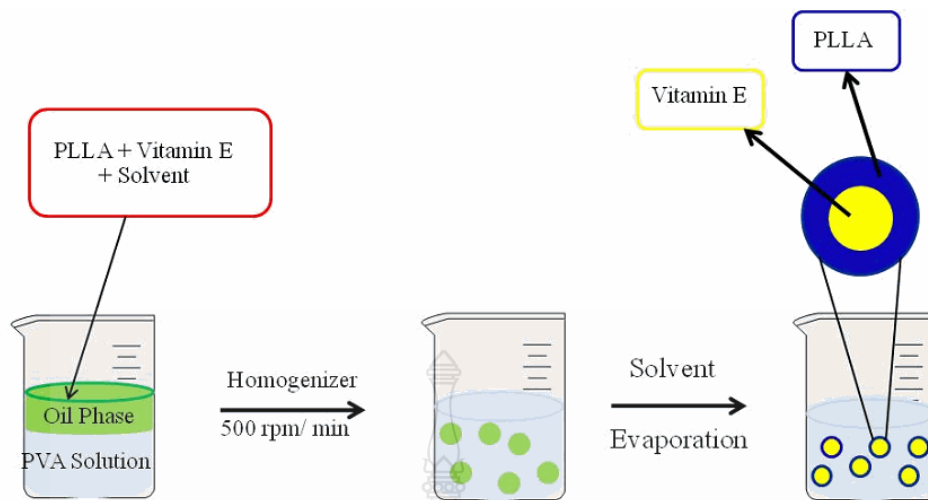 PLLA
Vitamin E
PLLA + Vitamin E
+ Solvent
Oil Phase
PVA Solution
Homogenizer
500 rpm/ min
Solvent
Evaporation